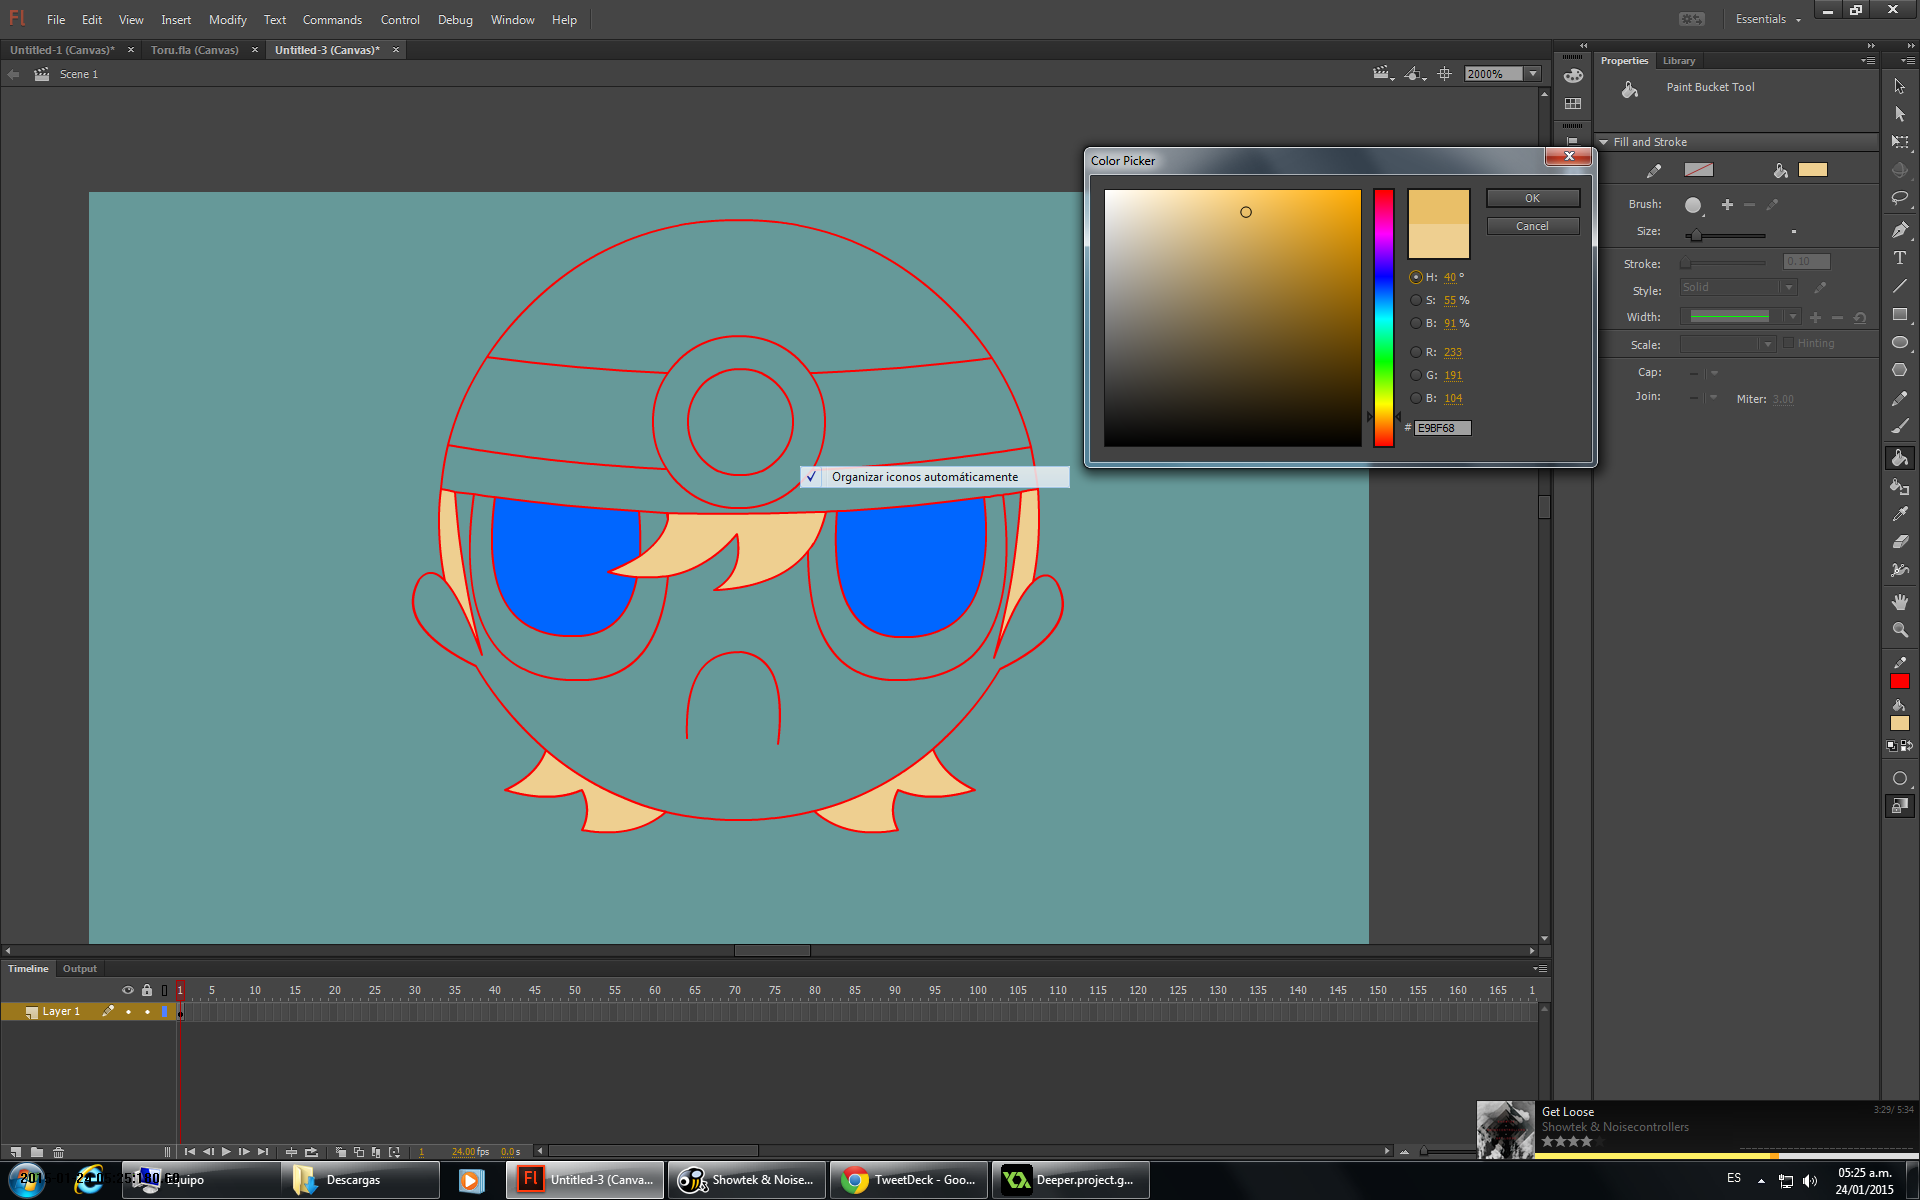 Fl File Edit View Insert Modify Text Commands Control Debug Window Help Essentials
Untitled-1 (Canvas)* × Toru.fla (Canvas) × Untitled-3 (Canvas)* ×
Scene 1 2000%
Properties Library
Paint Bucket Tool
Fill and Stroke
Brush:
Size:
Stroke: 0,10
Style: Solid
Width:
Scale: Hinting
Cap:
Join: Miter: 3,00
Color Picker
OK
Cancel
H: 40 °
S: 55 %
B: 91 %
R: 233
G: 191
B: 104
# E9BF68
✓ Organizar iconos automáticamente
Timeline Output
1 5 10 15 20 25 30 35 40 45 50 55 60 65 70 75 80 85 90 95 100 105 110 115 120 125 130 135 140 145 150 155 160 165 1
Layer 1
1 24.00 fps 0.0 s
Get Loose 3:29/ 5:34
Showtek & Noisecontrollers
Equipo Descargas Fl Untitled-3 (Canva... Showtek & Noise... TweetDeck - Goo... Deeper.project.g... ES 05:25 a.m.
24/01/2015